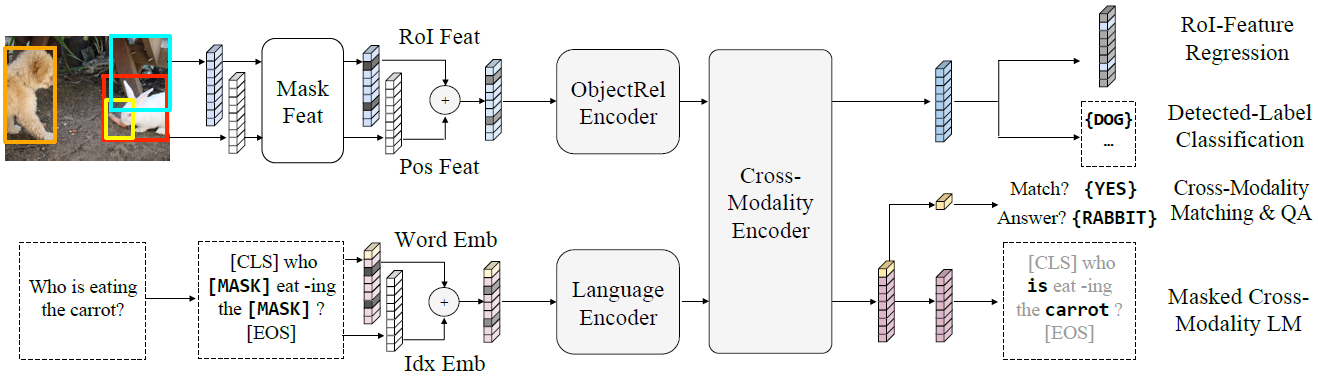 RoI Feat
Mask
Feat
+
Pos Feat
ObjectRel
Encoder
Cross-
Modality
Encoder
RoI-Feature
Regression
{DOG}
…
Detected-Label
Classification
Match? {YES}
Answer? {RABBIT}
Cross-Modality
Matching & QA
Who is eating
the carrot?
[CLS] who
[MASK] eat -ing
the [MASK] ?
[EOS]
Word Emb
+
Idx Emb
Language
Encoder
[CLS] who
is eat -ing
the carrot ?
[EOS]
Masked Cross-
Modality LM